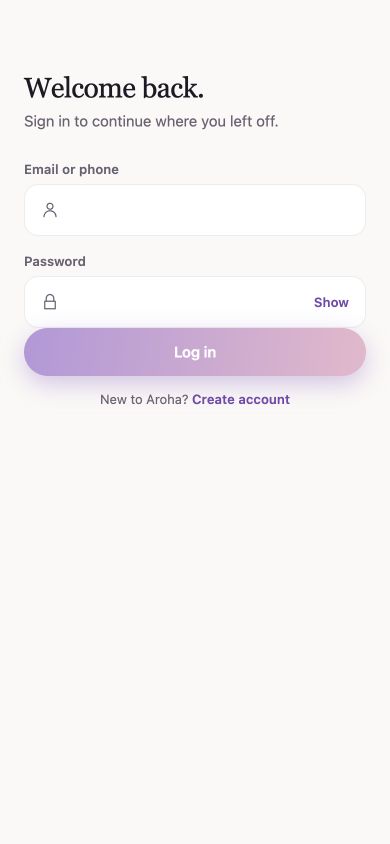 Welcome back.
Sign in to continue where you left off.
Email or phone
Password
Show
Log in
New to Aroha? Create account